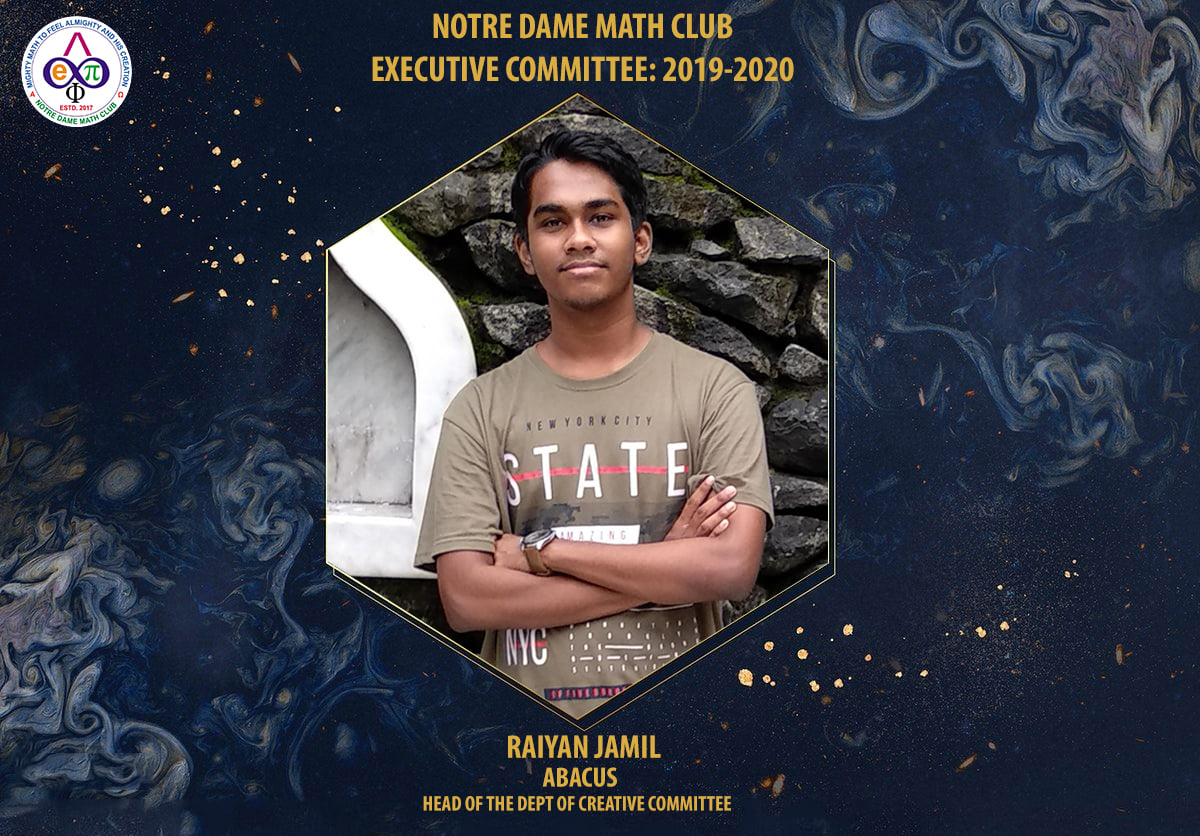 NOTRE DAME MATH CLUB
EXECUTIVE COMMITTEE: 2019-2020
MIGHTY MATH TO FEEL ALMIGHTY AND HIS CREATION
Λ
e π
Φ
ESTD. 2017
Α Ω
NOTRE DAME MATH CLUB
NEW YORK CITY
STATE
AMAZING
NYC
RAIYAN JAMIL
ABACUS
HEAD OF THE DEPT OF CREATIVE COMMITTEE